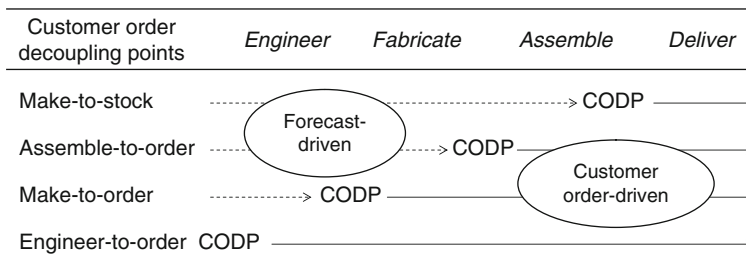 Customer order
decoupling points
Engineer Fabricate Assemble Deliver
Make-to-stock CODP
Forecast-
driven
Assemble-to-order CODP
Customer
order-driven
Make-to-order CODP
Engineer-to-order CODP